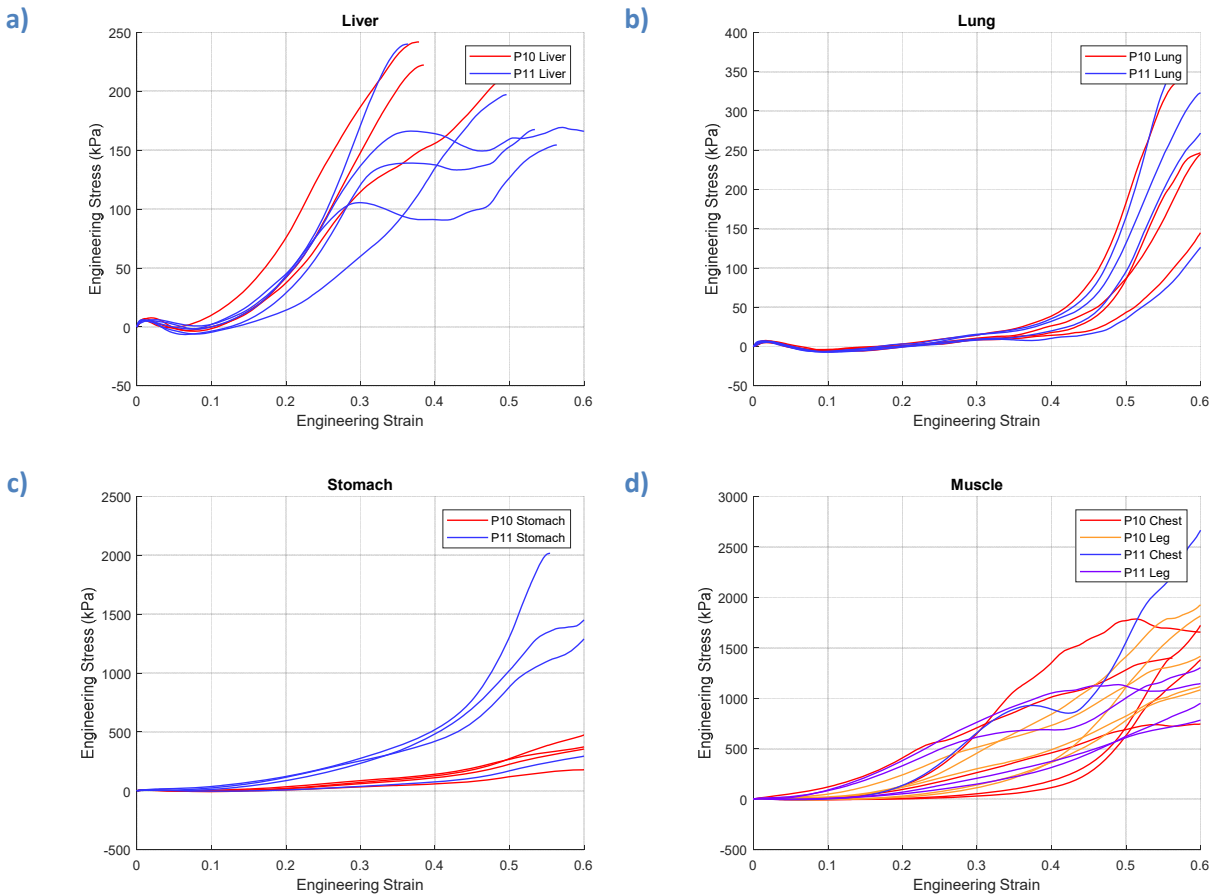 a)
Liver
250
200
150
100
50
0
-50
Engineering Stress (kPa)
P10 Liver
P11 Liver
0 0.1 0.2 0.3 0.4 0.5 0.6
Engineering Strain
b)
Lung
400
350
300
250
200
150
100
50
0
-50
Engineering Stress (kPa)
P10 Lung
P11 Lung
0 0.1 0.2 0.3 0.4 0.5 0.6
Engineering Strain
c)
Stomach
2500
2000
1500
1000
500
0
-500
Engineering Stress (kPa)
P10 Stomach
P11 Stomach
0 0.1 0.2 0.3 0.4 0.5 0.6
Engineering Strain
d)
Muscle
3000
2500
2000
1500
1000
500
0
-500
Engineering Stress (kPa)
P10 Chest
P10 Leg
P11 Chest
P11 Leg
0 0.1 0.2 0.3 0.4 0.5 0.6
Engineering Strain